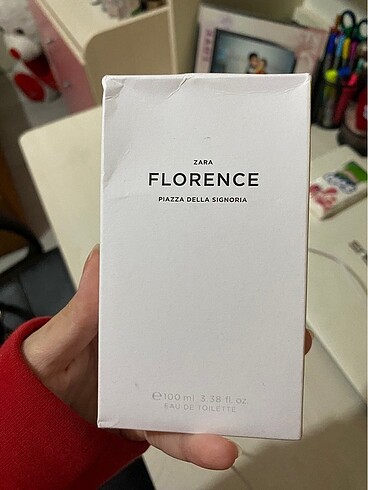 ZARA
FLORENCE
PIAZZA DELLA SIGNORIA
℮100 ml 3.38 fl. oz.
EAU DE TOILETTE